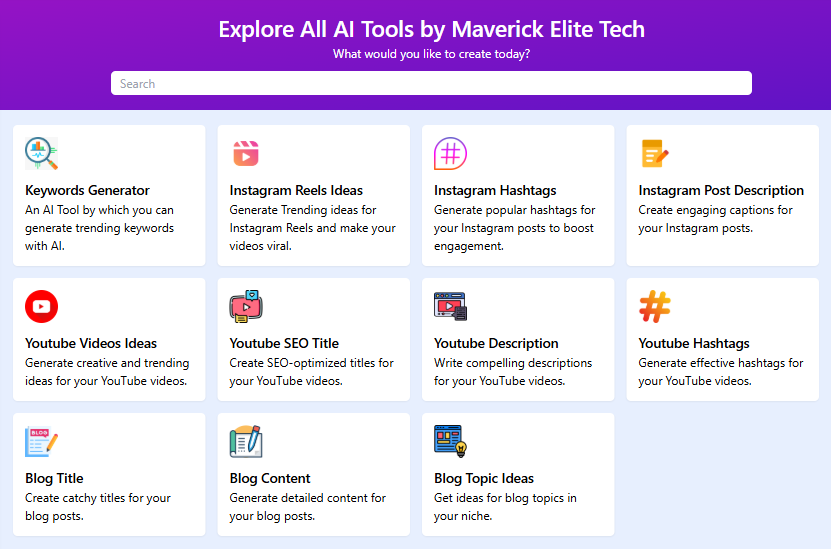 Explore All AI Tools by Maverick Elite Tech
What would you like to create today?
Search
Keywords Generator
An AI Tool by which you can
generate trending keywords
with AI.
Instagram Reels Ideas
Generate Trending ideas for
Instagram Reels and make your
videos viral.
Instagram Hashtags
Generate popular hashtags for
your Instagram posts to boost
engagement.
Instagram Post Description
Create engaging captions for
your Instagram posts.
Youtube Videos Ideas
Generate creative and trending
ideas for your YouTube videos.
Youtube SEO Title
Create SEO-optimized titles for
your YouTube videos.
Youtube Description
Write compelling descriptions
for your YouTube videos.
Youtube Hashtags
Generate effective hashtags for
your YouTube videos.
BLOG
Blog Title
Create catchy titles for your
blog posts.
Blog Content
Generate detailed content for
your blog posts.
Blog Topic Ideas
Get ideas for blog topics in
your niche.